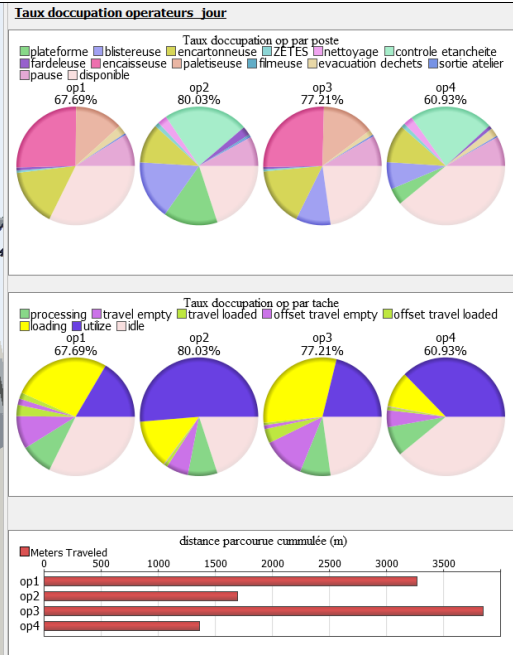 Taux doccupation operateurs jour
Taux doccupation op par poste
plateforme blistereuse encartonneuse ZETES nettoyage controle etancheite
fardeleuse encaisseuse paletiseuse filmeuse evacuation dechets sortie atelier
pause disponible
op1 op2 op3 op4
67.69% 80.03% 77.21% 60.93%
Taux doccupation op par tache
processing travel empty travel loaded offset travel empty offset travel loaded
loading utilize idle
op1 op2 op3 op4
67.69% 80.03% 77.21% 60.93%
distance parcourue cummulée (m)
Meters Traveled
0 500 1000 1500 2000 2500 3000 3500
op1
op2
op3
op4